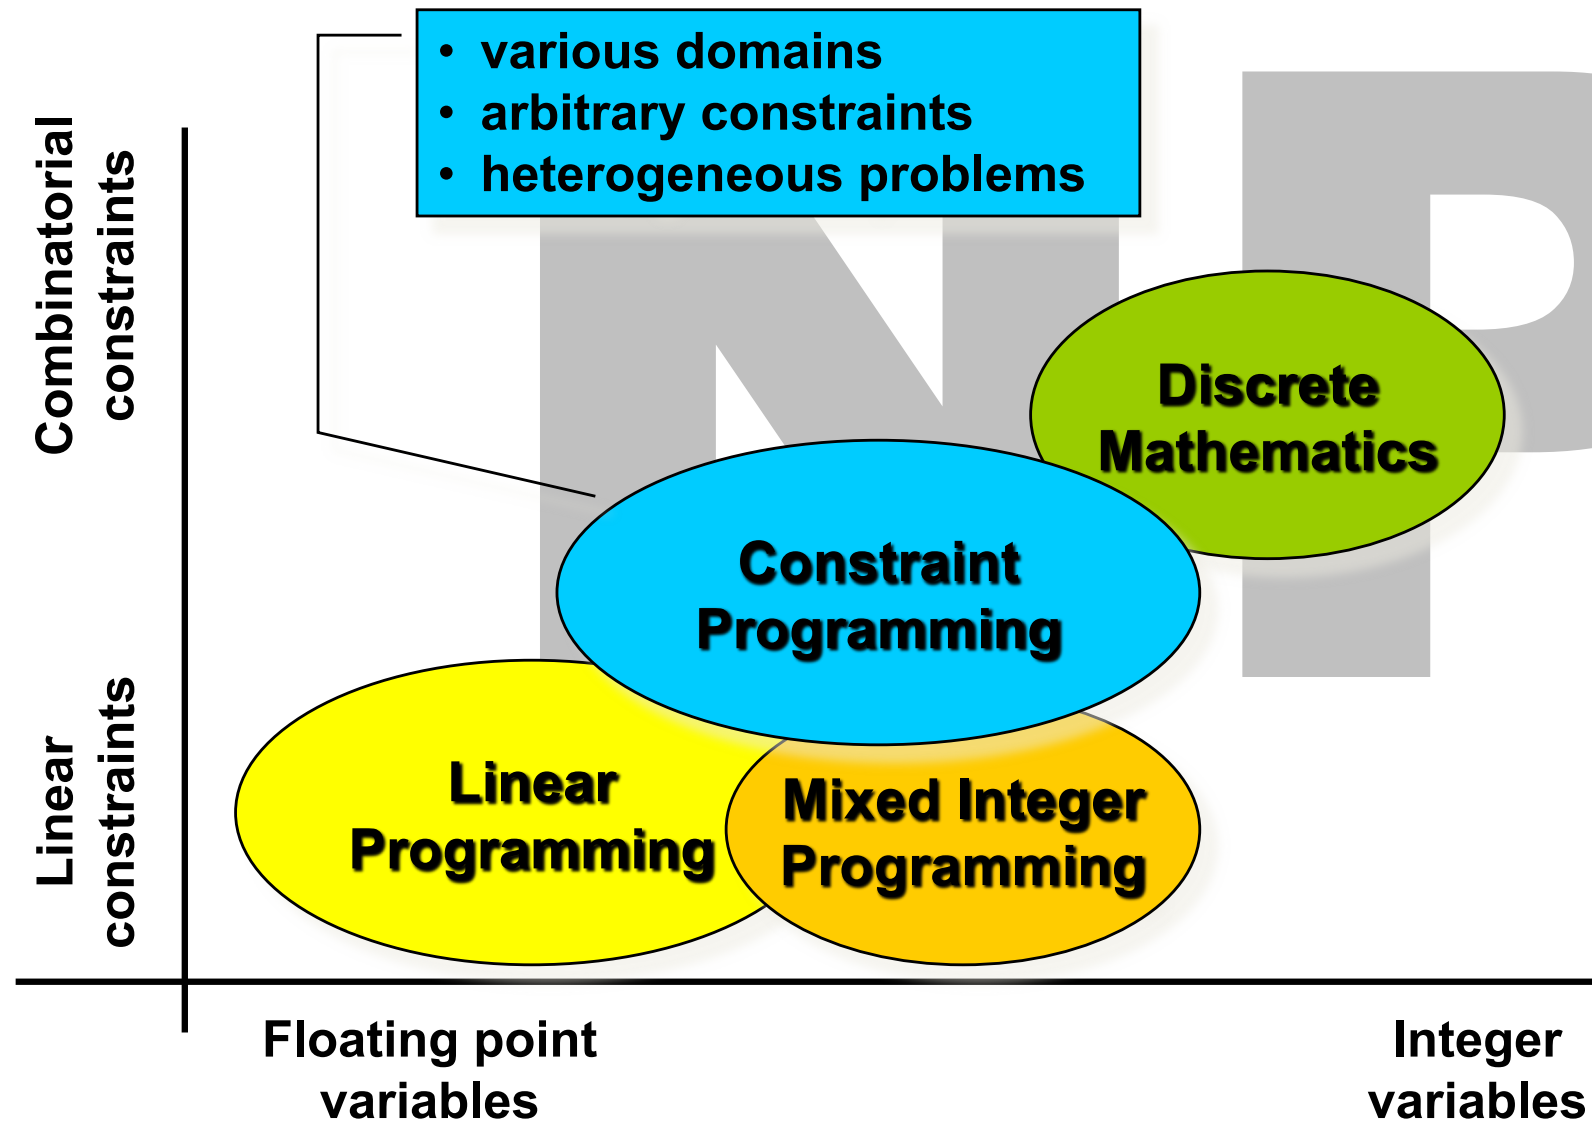 • various domains
• arbitrary constraints
• heterogeneous problems
NP
Combinatorial
constraints
Discrete
Mathematics
Constraint
Programming
Linear
constraints
Linear
Programming
Mixed Integer
Programming
Floating point
variables
Integer
variables